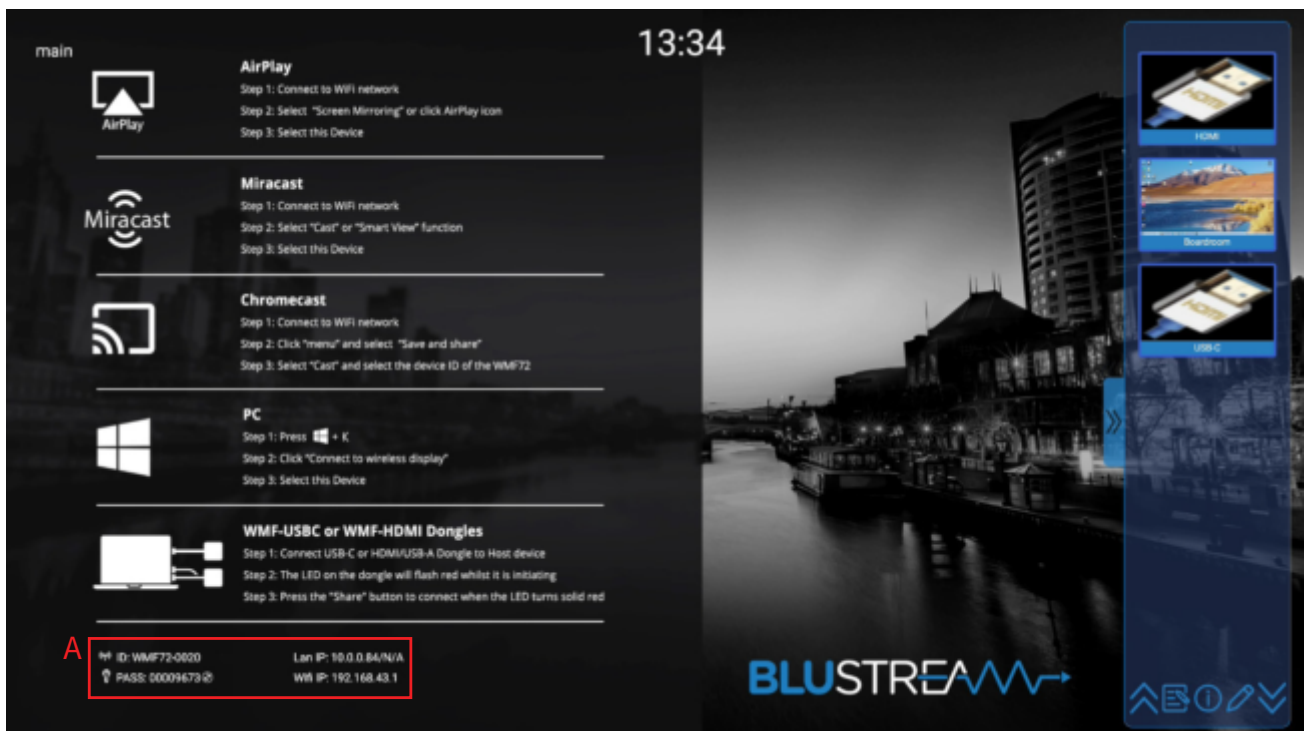 main
13:34
AirPlay
AirPlay
Step 1: Connect to WiFi network
Step 2: Select "Screen Mirroring" or click AirPlay icon
Step 3: Select this Device
Miracast
Miracast
Step 1: Connect to WiFi network
Step 2: Select "Cast" or "Smart View" function
Step 3: Select this Device
Chromecast
Step 1: Connect to WiFi network
Step 2: Click "menu" and select "Save and share"
Step 3: Select "Cast" and select the device ID of the WMF72
PC
Step 1: Press + K
Step 2: Click "Connect to wireless display"
Step 3: Select this Device
WMF-USBC or WMF-HDMI Dongles
Step 1: Connect USB-C or HDMI/USB-A Dongle to Host device
Step 2: The LED on the dongle will flash red whilst it is initiating
Step 3: Press the "Share" button to connect when the LED turns solid red
A
ID: WMF72-0020 Lan IP: 10.0.0.84/N/A
PASS: 00009673 Wifi IP: 192.168.43.1
BLUSTREAM
HDMI
HDMI
Boardroom
HDMI
USB-C